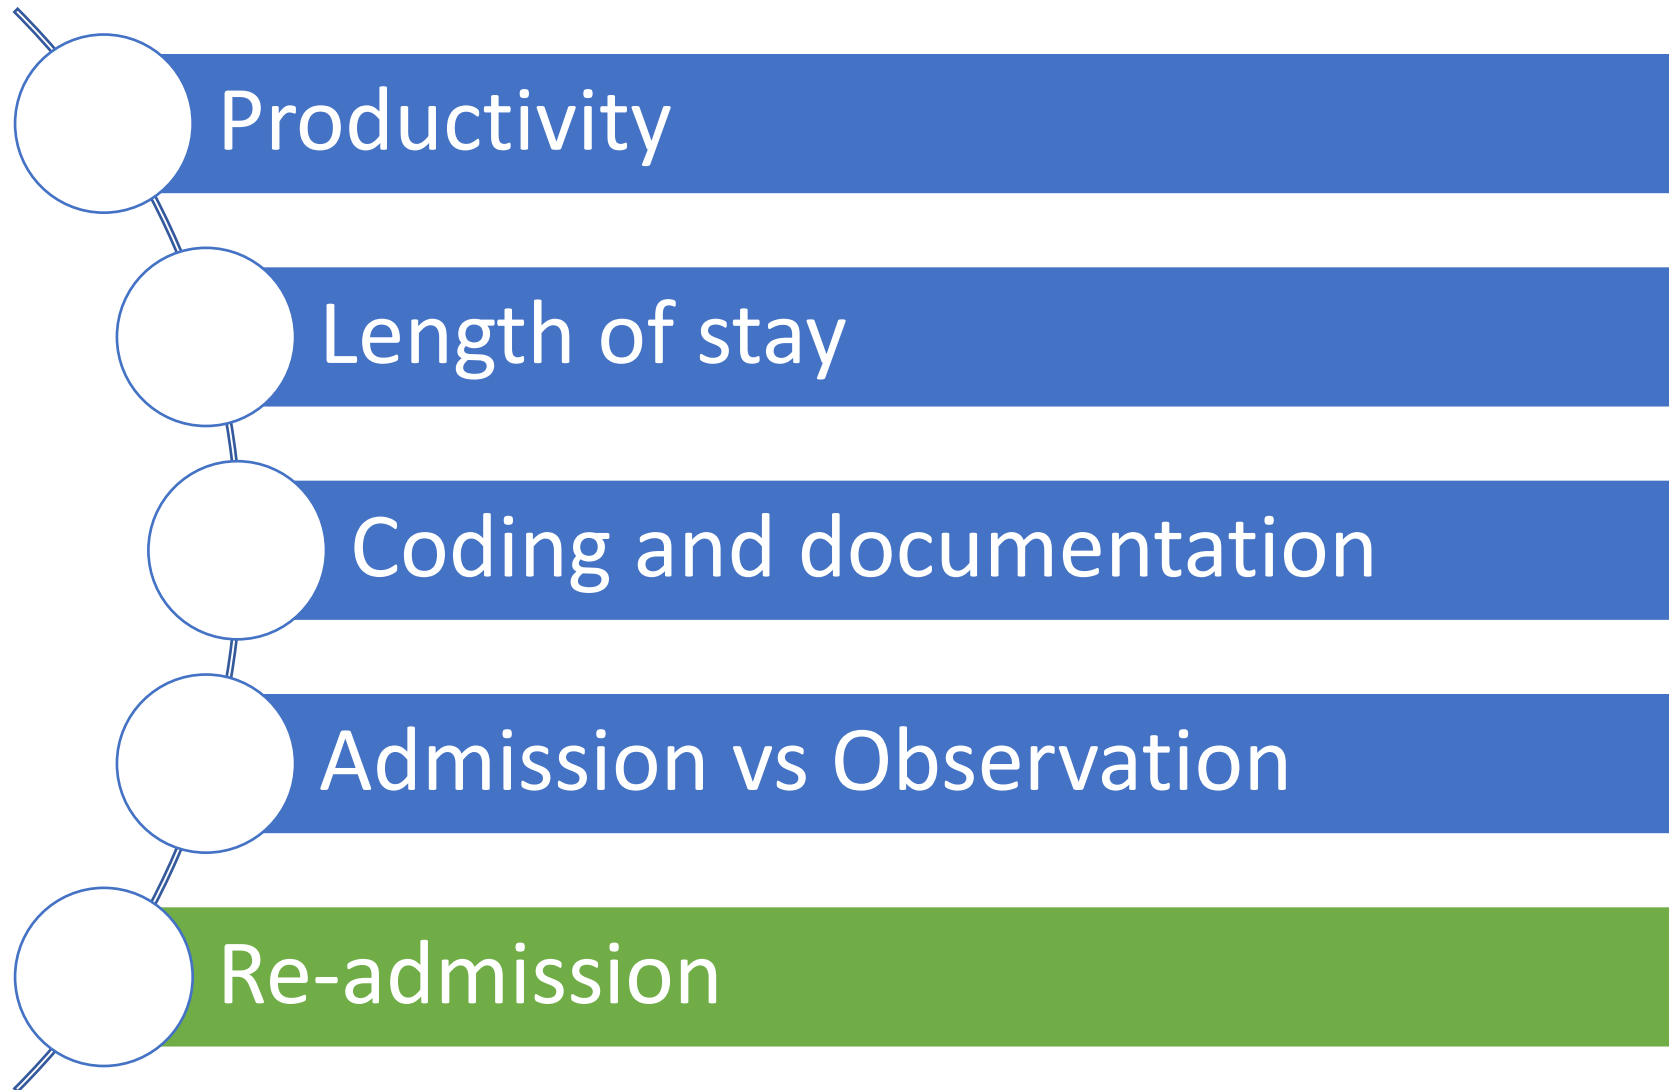 Productivity
Length of stay
Coding and documentation
Admission vs Observation
Re-admission